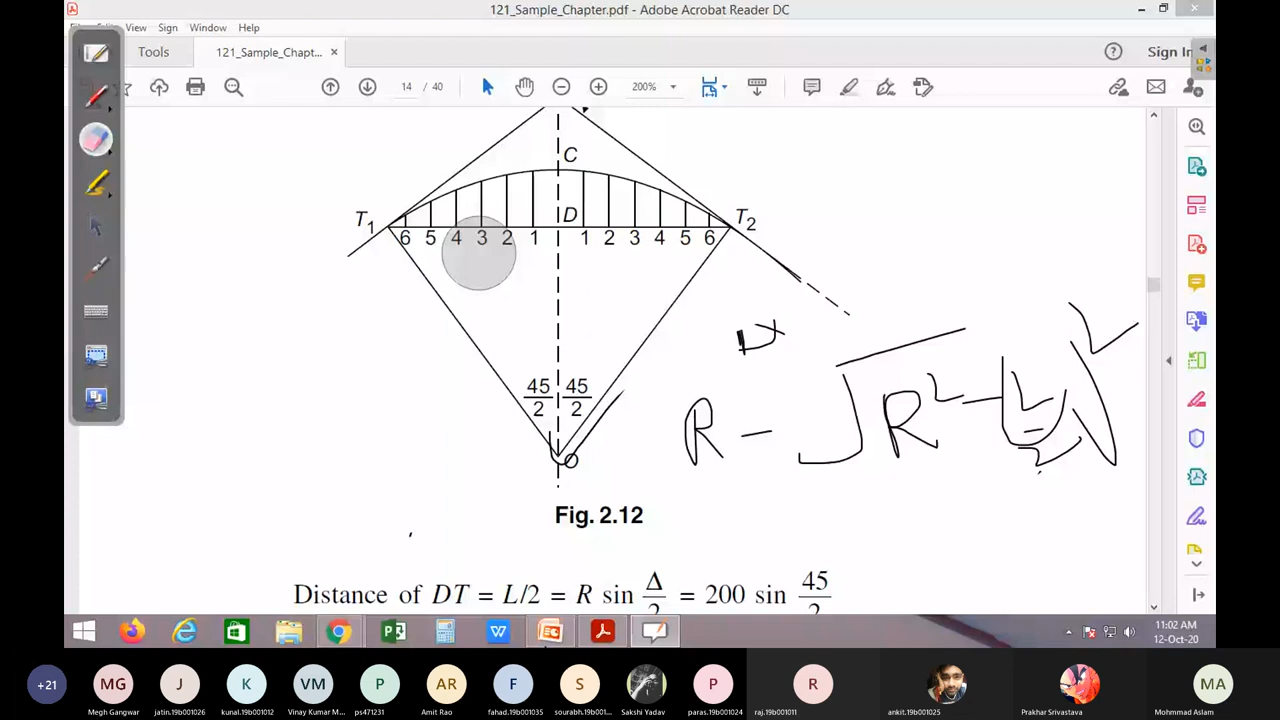 121_Sample_Chapter.pdf - Adobe Acrobat Reader DC
View Sign Window Help
Tools 121_Sample_Chapt... × Sign In
14 / 40 200%
C
T1 D T2
6 5 4 3 2 1 1 2 3 4 5 6
45/2 45/2
R - √R² - (L/2)²
O
Fig. 2.12
Distance of DT = L/2 = R sin Δ/2 = 200 sin 45/2
11:02 AM
12-Oct-20
+21 MG J K VM P AR F S P R MA
Megh Gangwar jatin.19b001026 kunal.19b001012 Vinay Kumar M... ps471231 Amit Rao fahad.19b001035 sourabh.19b001... Sakshi Yadav paras.19b001024 raj.19b001011 ankit.19b001025 Prakhar Srivastava Mohmmad Aslam